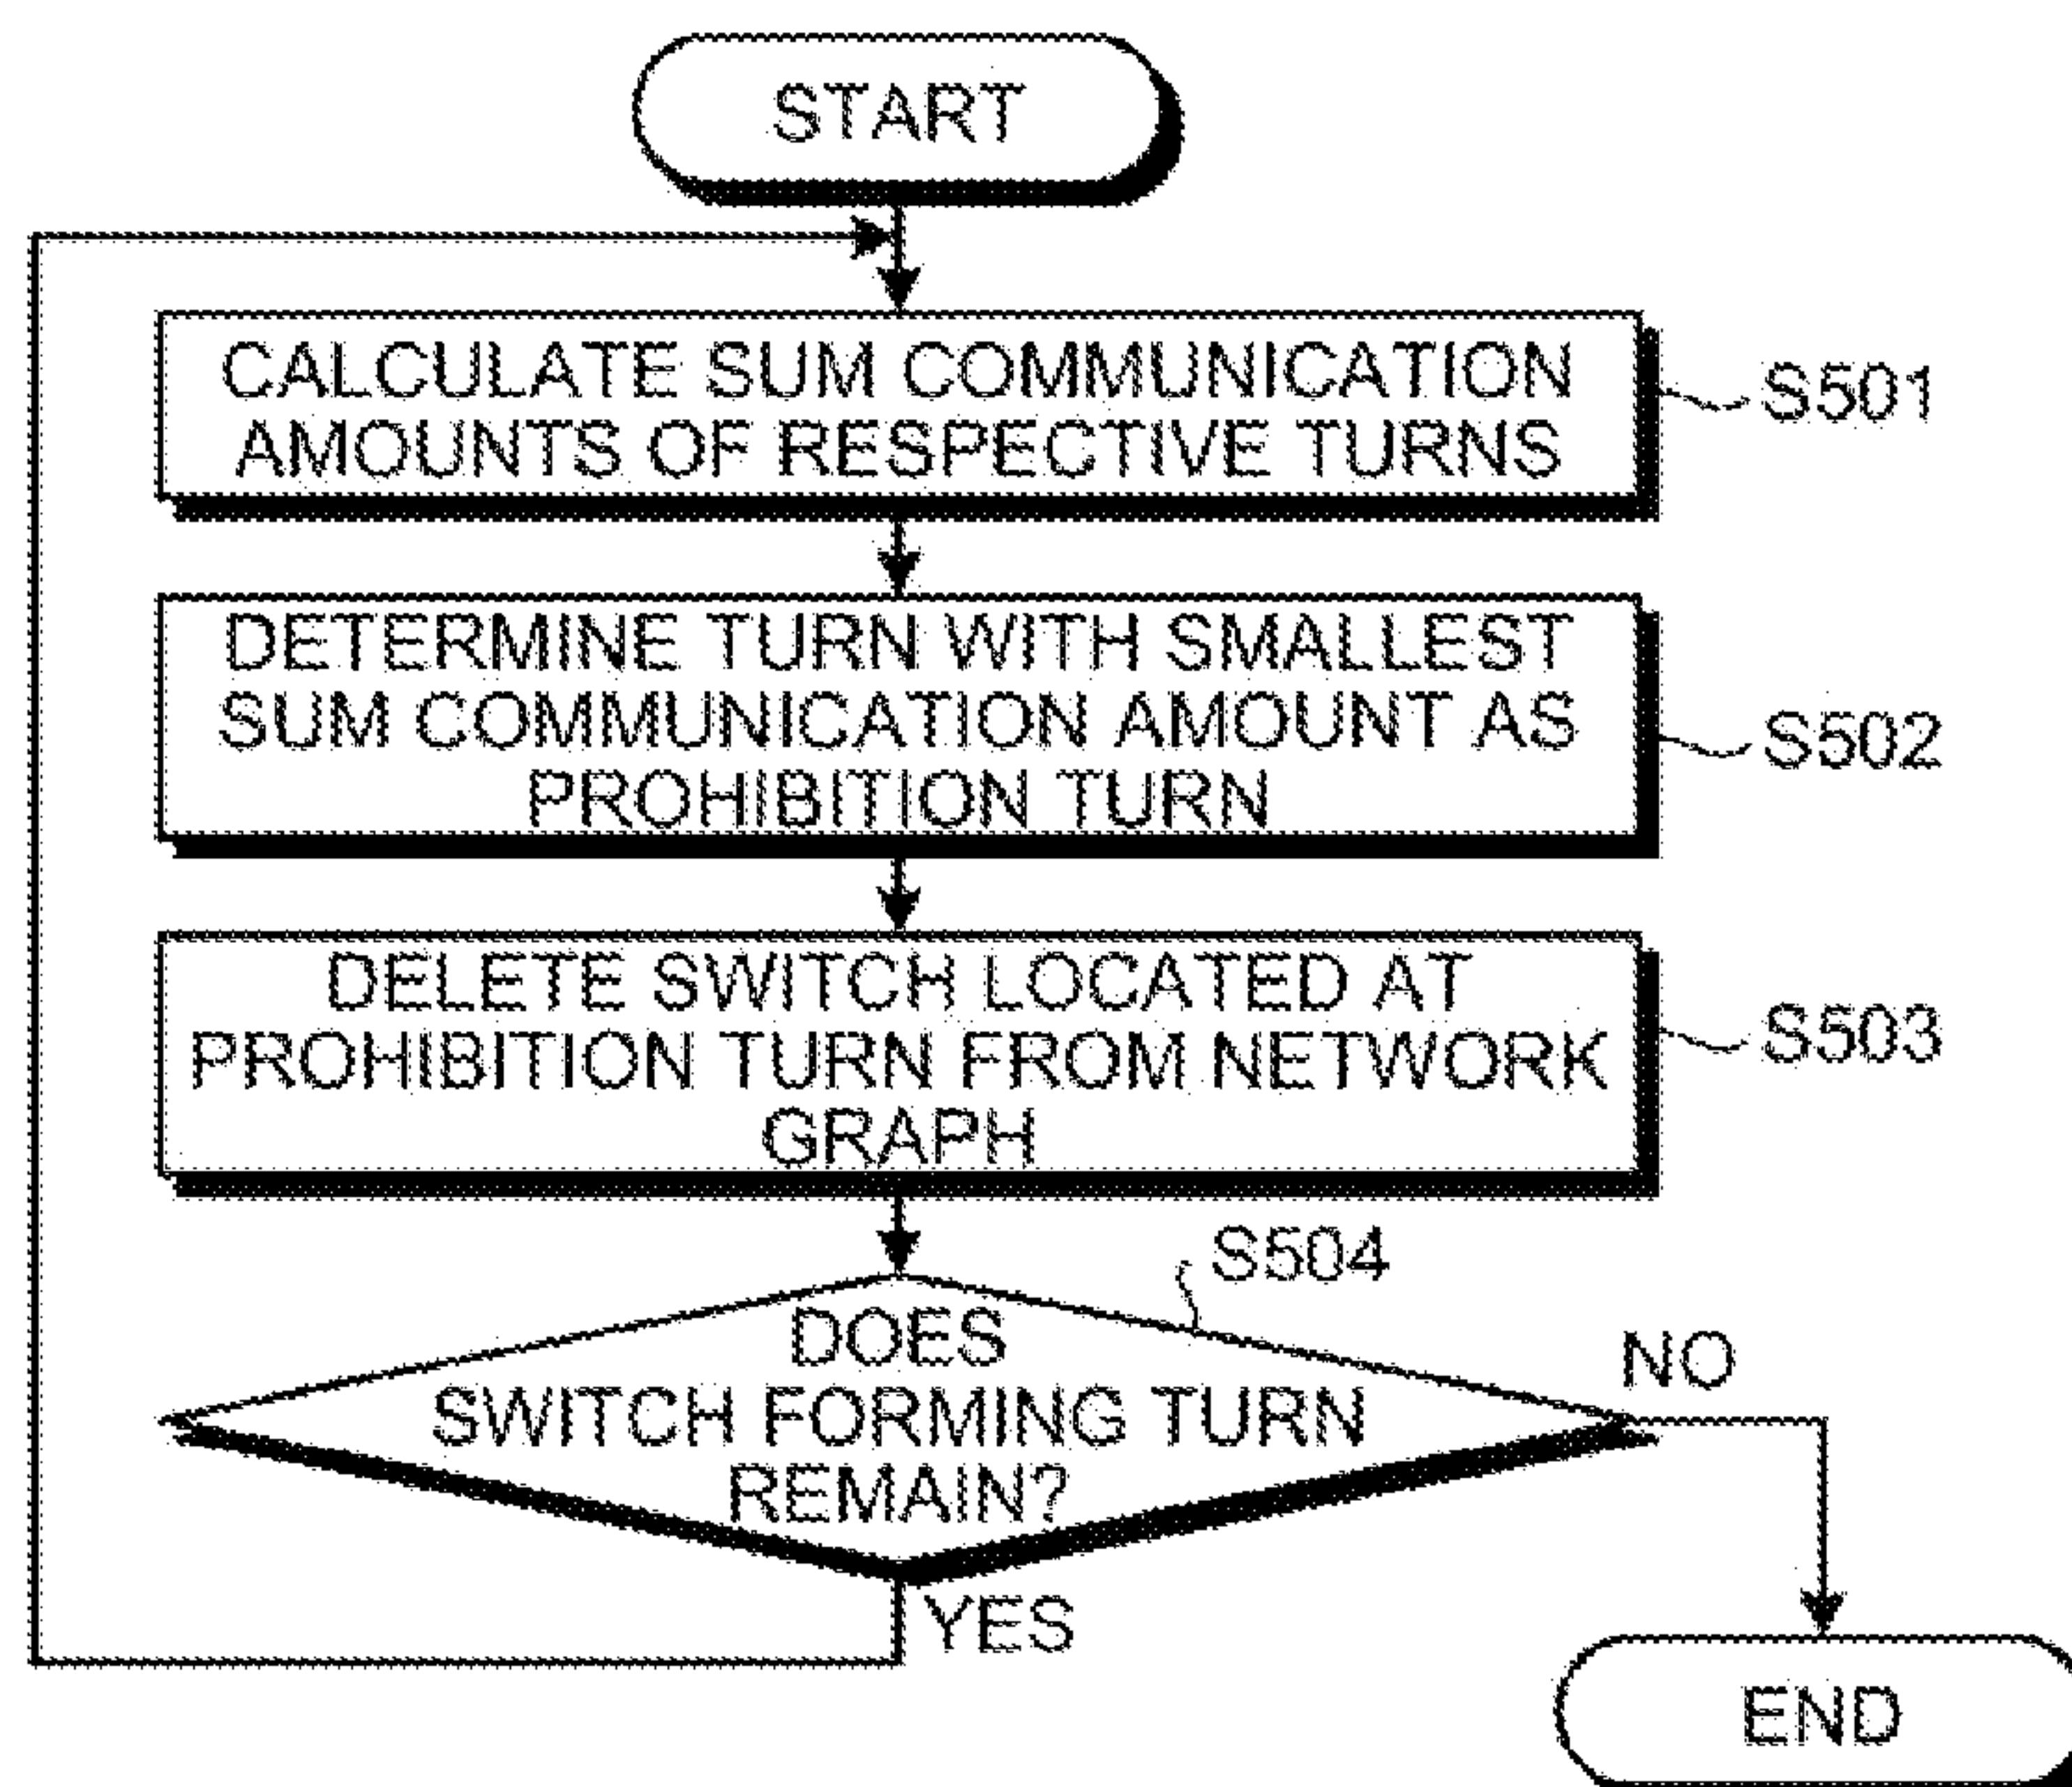 START
CALCULATE SUM COMMUNICATION
AMOUNTS OF RESPECTIVE TURNS
S501
DETERMINE TURN WITH SMALLEST
SUM COMMUNICATION AMOUNT AS
PROHIBITION TURN
S502
DELETE SWITCH LOCATED AT
PROHIBITION TURN FROM NETWORK
GRAPH
S503
S504
DOES
SWITCH FORMING TURN
REMAIN?
NO
YES
END